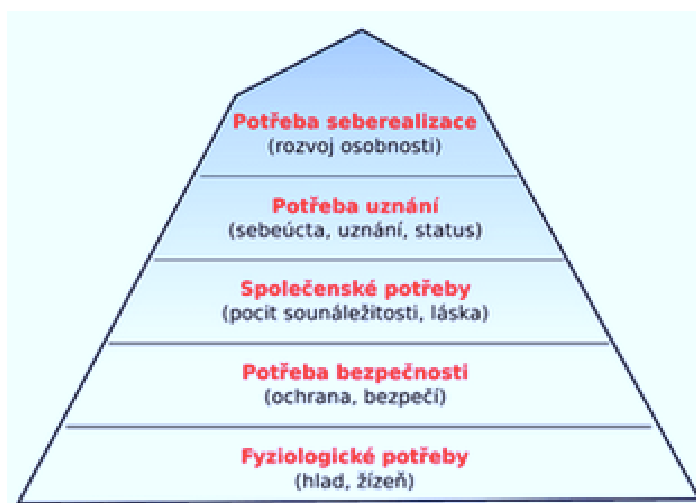 Potřeba seberealizace
(rozvoj osobnosti)
Potřeba uznání
(sebeúcta, uznání, status)
Společenské potřeby
(pocit sounáležitosti, láska)
Potřeba bezpečnosti
(ochrana, bezpečí)
Fyziologické potřeby
(hlad, žízeň)